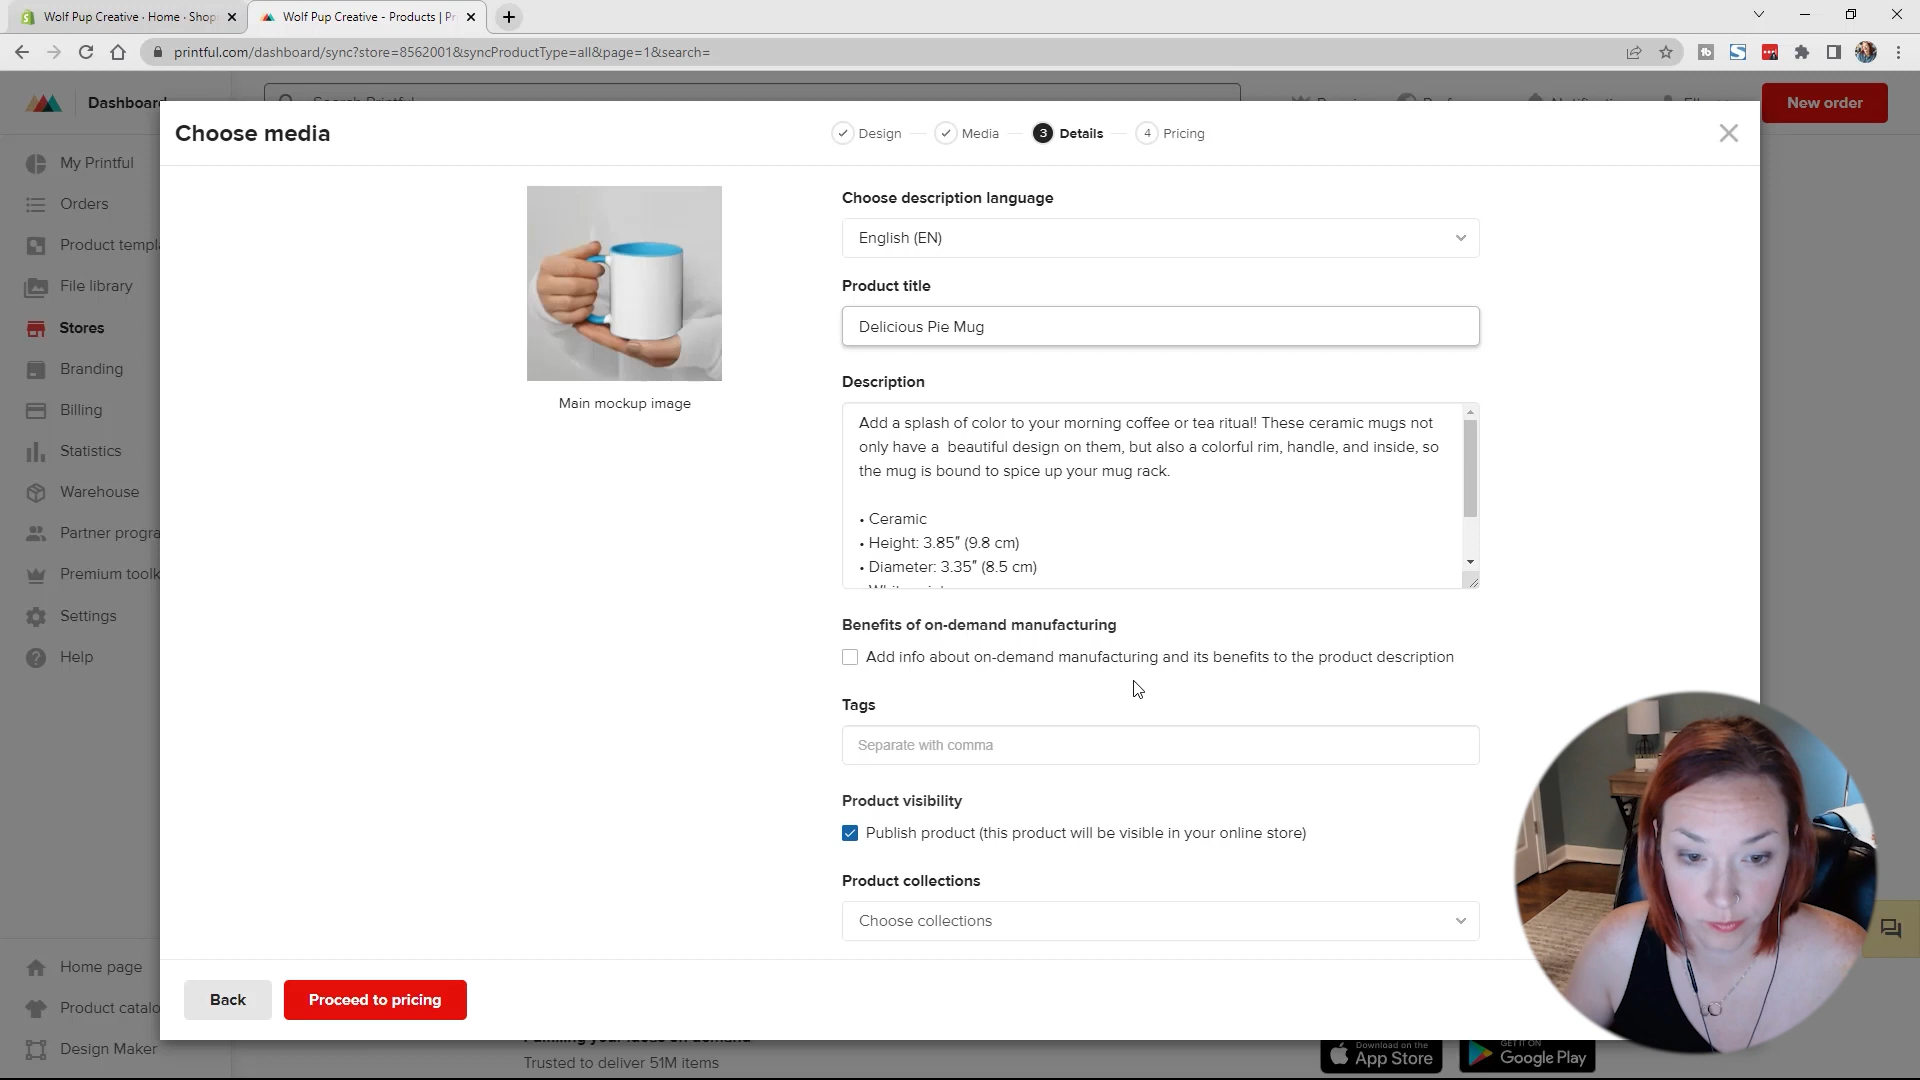 Wolf Pup Creative · Home · Shop
Wolf Pup Creative - Products | Pr
printful.com/dashboard/sync?store=8562001&syncProductType=all&page=1&search=
Dashboard
New order
Choose media
Design
Media
3 Details
4 Pricing
My Printful
Orders
Product templa
File library
Stores
Branding
Billing
Statistics
Warehouse
Partner progra
Premium toolk
Settings
Help
Home page
Product catalo
Design Maker
Main mockup image
Choose description language
English (EN)
Product title
Delicious Pie Mug
Description
Add a splash of color to your morning coffee or tea ritual! These ceramic mugs not
only have a beautiful design on them, but also a colorful rim, handle, and inside, so
the mug is bound to spice up your mug rack.
• Ceramic
• Height: 3.85″ (9.8 cm)
• Diameter: 3.35″ (8.5 cm)
Benefits of on-demand manufacturing
Add info about on-demand manufacturing and its benefits to the product description
Tags
Separate with comma
Product visibility
Publish product (this product will be visible in your online store)
Product collections
Choose collections
Back
Proceed to pricing
Trusted to deliver 51M items
Download on the
App Store
GET IT ON
Google Play